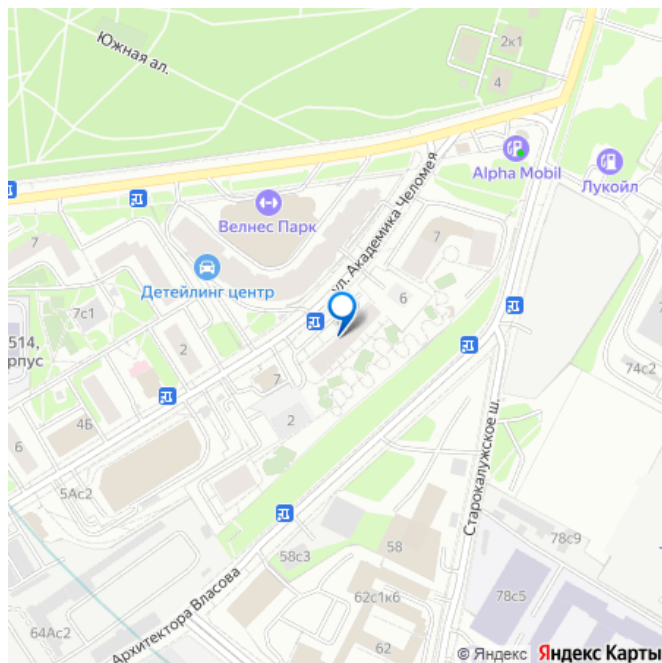 Южная ал.
2к1
4
Alpha Mobil
Лукойл
Велнес Парк
ул. Академика Челомея
7
7
Детейлинг центр
6
7с1
514,
рпус
2
7
74с2
4Б
2
6
5Ас2
Старокалужское ш.
58
58с3
78с9
62с1к6
78с5
Архитектора Власова
64Ас2
62
© Яндекс Яндекс Карты